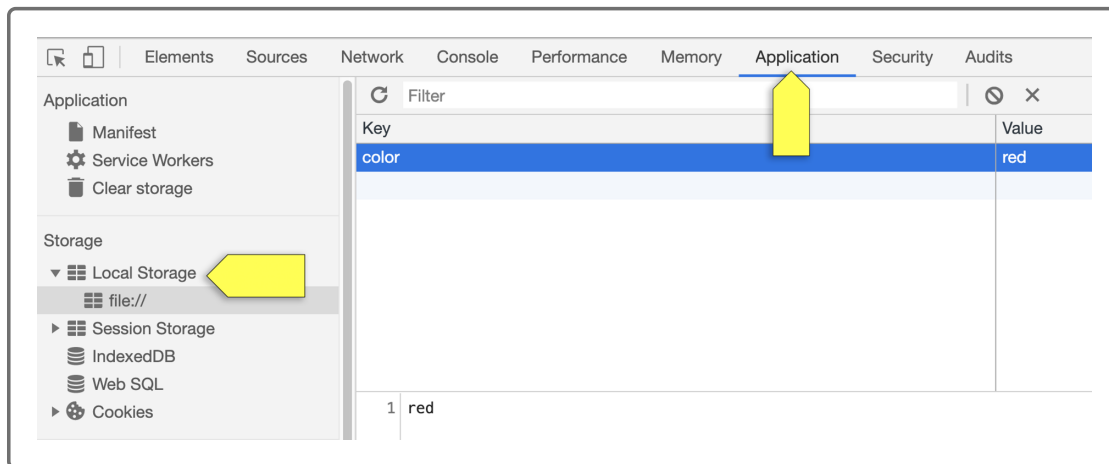 Elements Sources Network Console Performance Memory Application Security Audits
Application
Manifest
Service Workers
Clear storage
Storage
Local Storage
file://
Session Storage
IndexedDB
Web SQL
Cookies
Filter
Key Value
color red
1 red